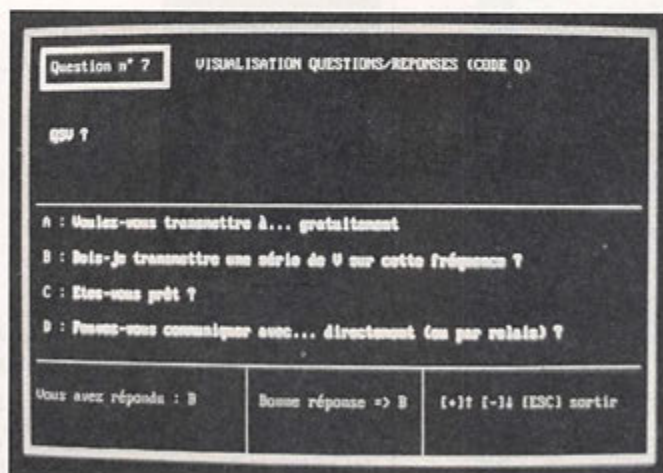 Question n° 7
VISUALISATION QUESTIONS/REPONSES (CODE Q)
QSV ?
A : Voulez-vous transmettre à... gratuitement
B : Dois-je transmettre une série de V sur cette fréquence ?
C : Etes-vous prêt ?
D : Pouvez-vous communiquer avec... directement (ou par relais) ?
Vous avez répondu : B
Bonne réponse => B
[+]↑ [-]↓ [ESC] sortir